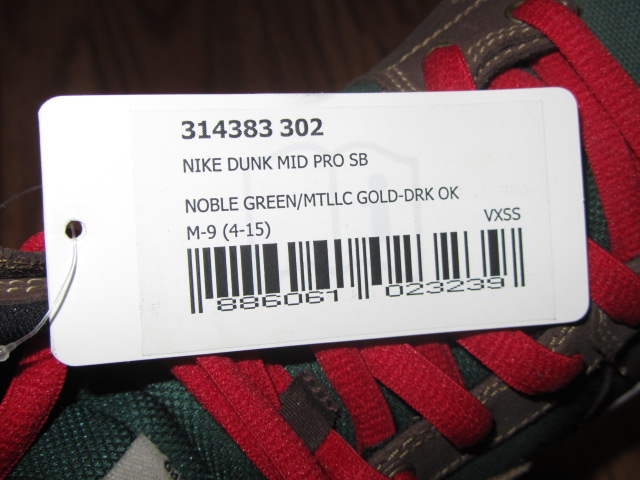 314383 302
NIKE DUNK MID PRO SB
NOBLE GREEN/MTLLC GOLD-DRK OK
M-9 (4-15)
VXSS
886061 023239